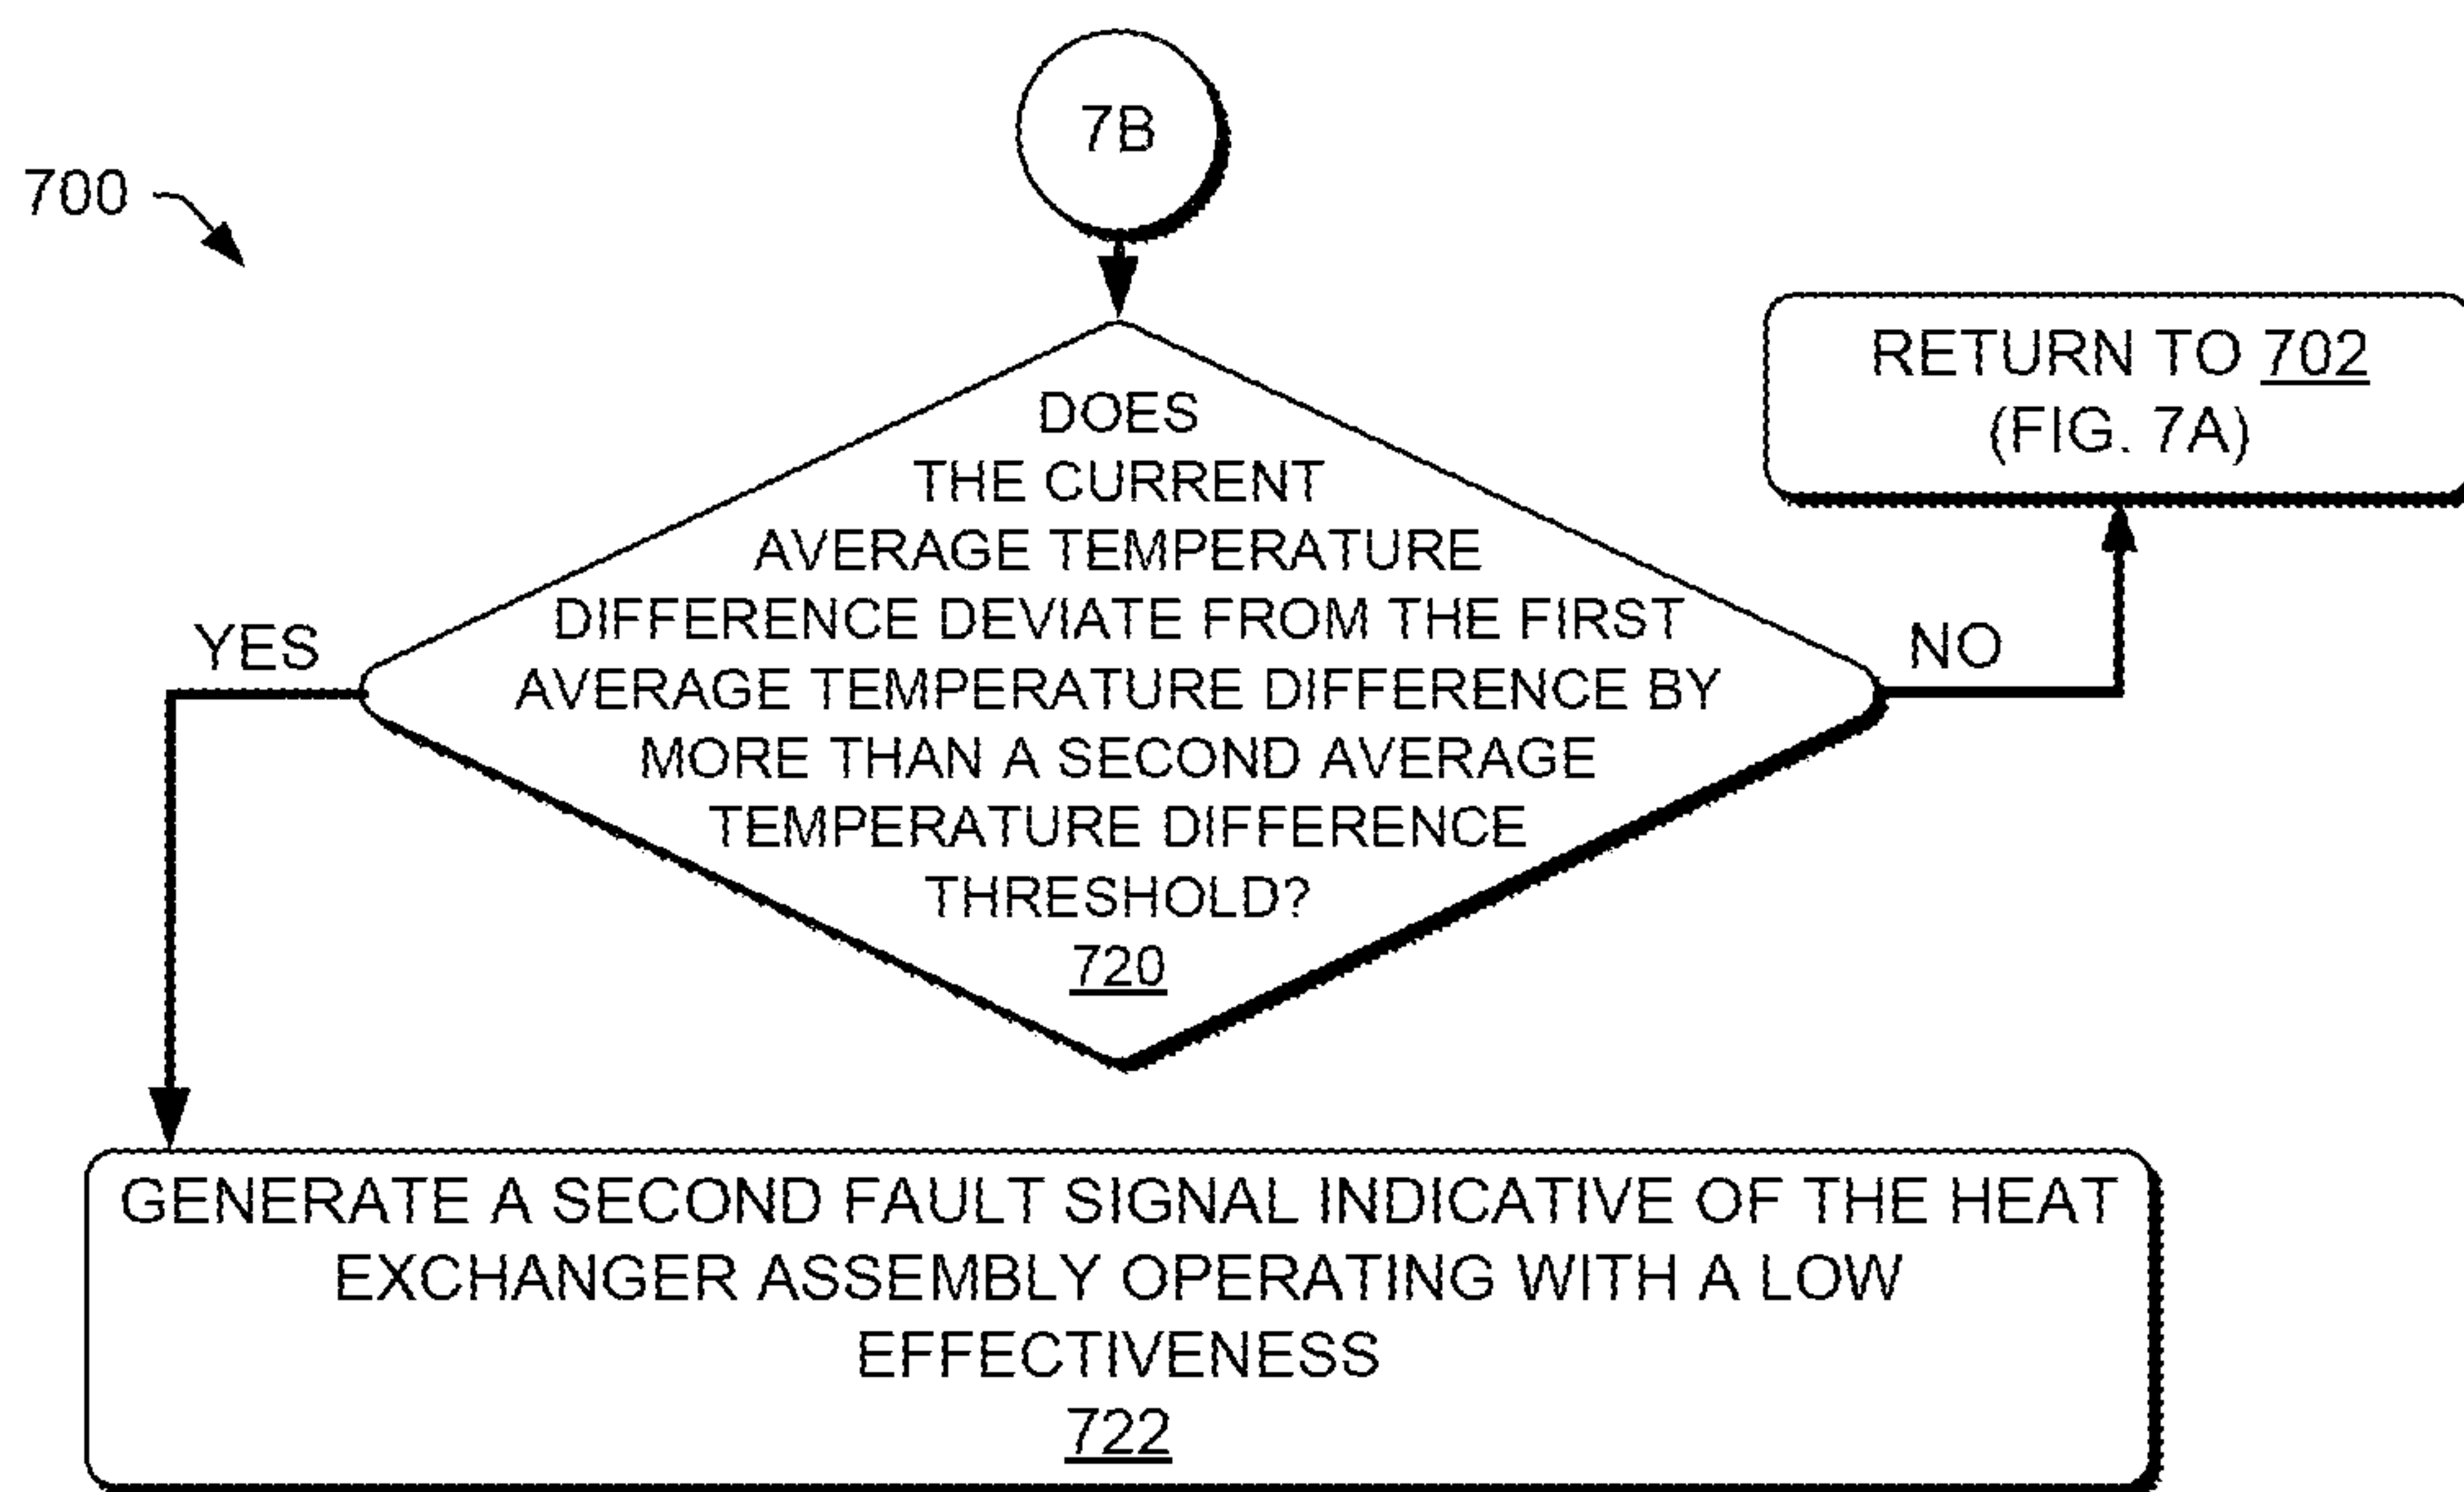 7B
700
DOES
THE CURRENT
AVERAGE TEMPERATURE
DIFFERENCE DEVIATE FROM THE FIRST
AVERAGE TEMPERATURE DIFFERENCE BY
MORE THAN A SECOND AVERAGE
TEMPERATURE DIFFERENCE
THRESHOLD?
720
YES
NO
RETURN TO 702
(FIG. 7A)
GENERATE A SECOND FAULT SIGNAL INDICATIVE OF THE HEAT
EXCHANGER ASSEMBLY OPERATING WITH A LOW
EFFECTIVENESS
722